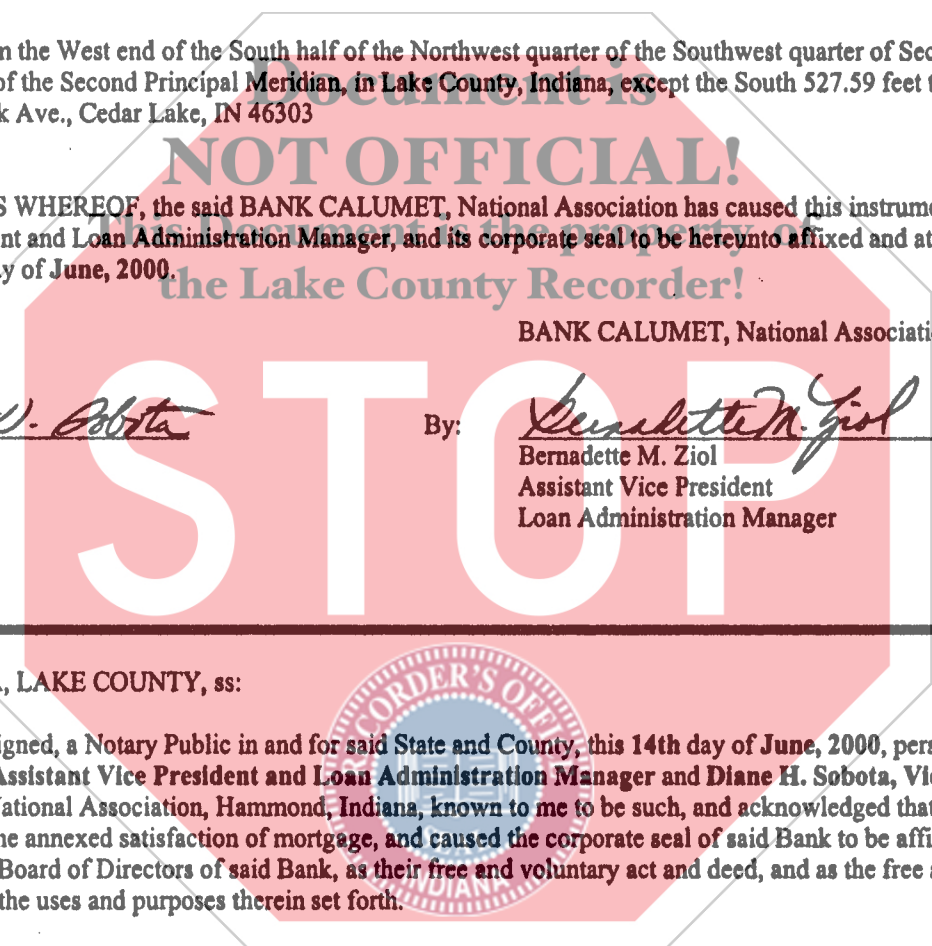 m the West end of the South half of the Northwest quarter of the Southwest quarter of Sec
of the Second Principal Meridian, in Lake County, Indiana, except the South 527.59 feet t
k Ave., Cedar Lake, IN 46303
Document is
NOT OFFICIAL!
This Document is the property of
the Lake County Recorder!
S WHEREOF, the said BANK CALUMET, National Association has caused this instrume
nt and Loan Administration Manager, and its corporate seal to be hereunto affixed and at
y of June, 2000.
BANK CALUMET, National Associati
STOP
. Sobota
By: Bernadette M. Ziol
Bernadette M. Ziol
Assistant Vice President
Loan Administration Manager
, LAKE COUNTY, ss:
igned, a Notary Public in and for said State and County, this 14th day of June, 2000, pers
Assistant Vice President and Loan Administration Manager and Diane H. Sobota, Vi
National Association, Hammond, Indiana, known to me to be such, and acknowledged that
he annexed satisfaction of mortgage, and caused the corporate seal of said Bank to be affi
Board of Directors of said Bank, as their free and voluntary act and deed, and as the free
the uses and purposes therein set forth.
RECORDER'S OFFICE
INDIANA